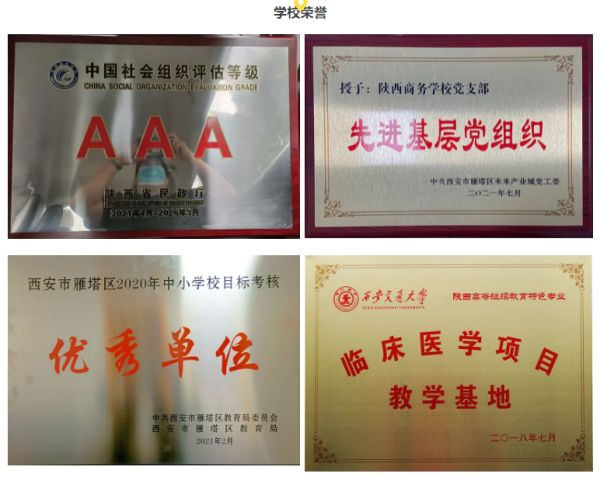 学校荣誉
中国社会组织评估等级
CHINA SOCIAL ORGANIZATION EVALUATION GRADE
AAA
陕西省民政厅
授予：陕西商务学校党支部
先进基层党组织
中共西安市雁塔区未来产业城党工委
二〇二一年七月
西安市雁塔区2020年中小学校目标考核
优秀单位
中共西安市雁塔区教育局委员会
西安市雁塔区教育局
2021年2月
西安交通大学
陕西高等继续教育特色专业
临床医学项目
教学基地
二〇一八年七月